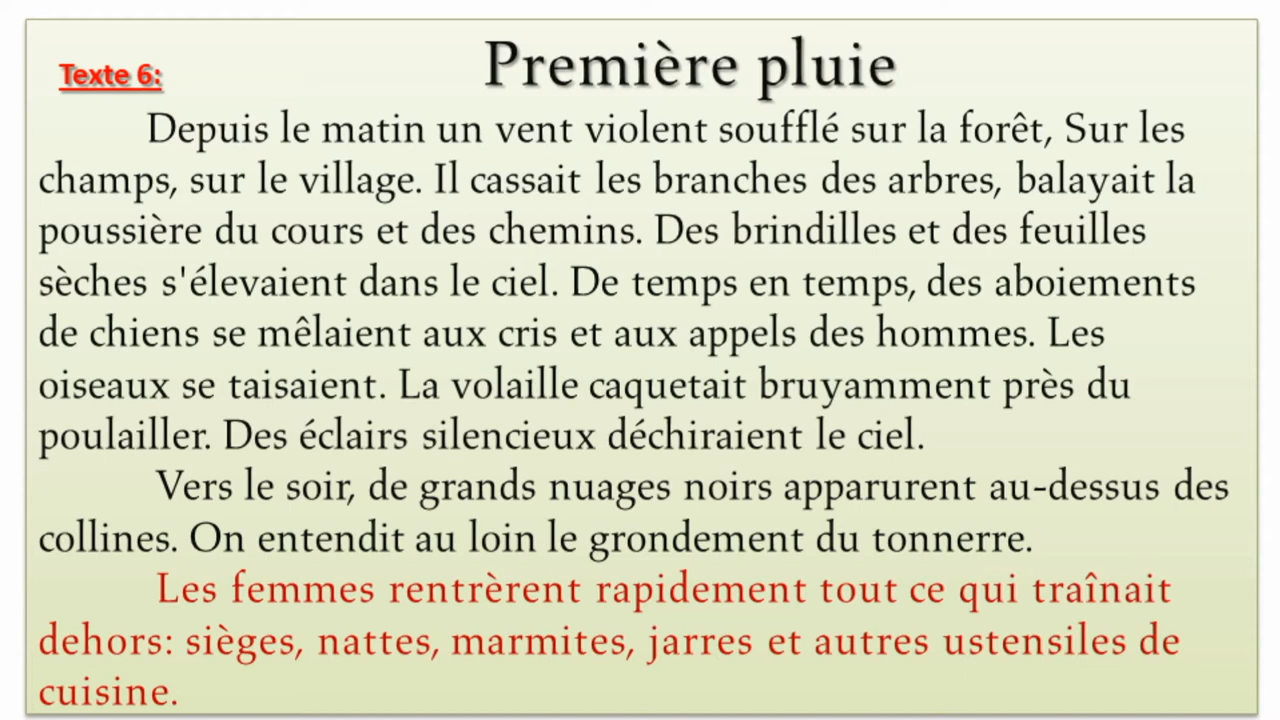 Texte 6:
Première pluie
Depuis le matin un vent violent soufflé sur la forêt, Sur les
champs, sur le village. Il cassait les branches des arbres, balayait la
poussière du cours et des chemins. Des brindilles et des feuilles
sèches s'élevaient dans le ciel. De temps en temps, des aboiements
de chiens se mêlaient aux cris et aux appels des hommes. Les
oiseaux se taisaient. La volaille caquetait bruyamment près du
poulailler. Des éclairs silencieux déchiraient le ciel.
Vers le soir, de grands nuages noirs apparurent au-dessus des
collines. On entendit au loin le grondement du tonnerre.
Les femmes rentrèrent rapidement tout ce qui traînait
dehors: sièges, nattes, marmites, jarres et autres ustensiles de
cuisine.